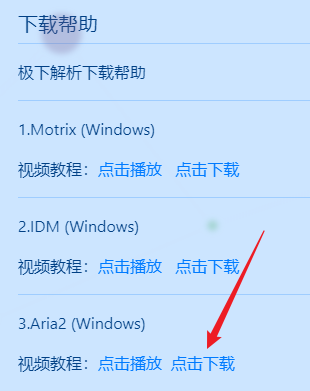 下载帮助
极下解析下载帮助
1.Motrix (Windows)
视频教程：点击播放 点击下载
2.IDM (Windows)
视频教程：点击播放 点击下载
3.Aria2 (Windows)
视频教程：点击播放 点击下载